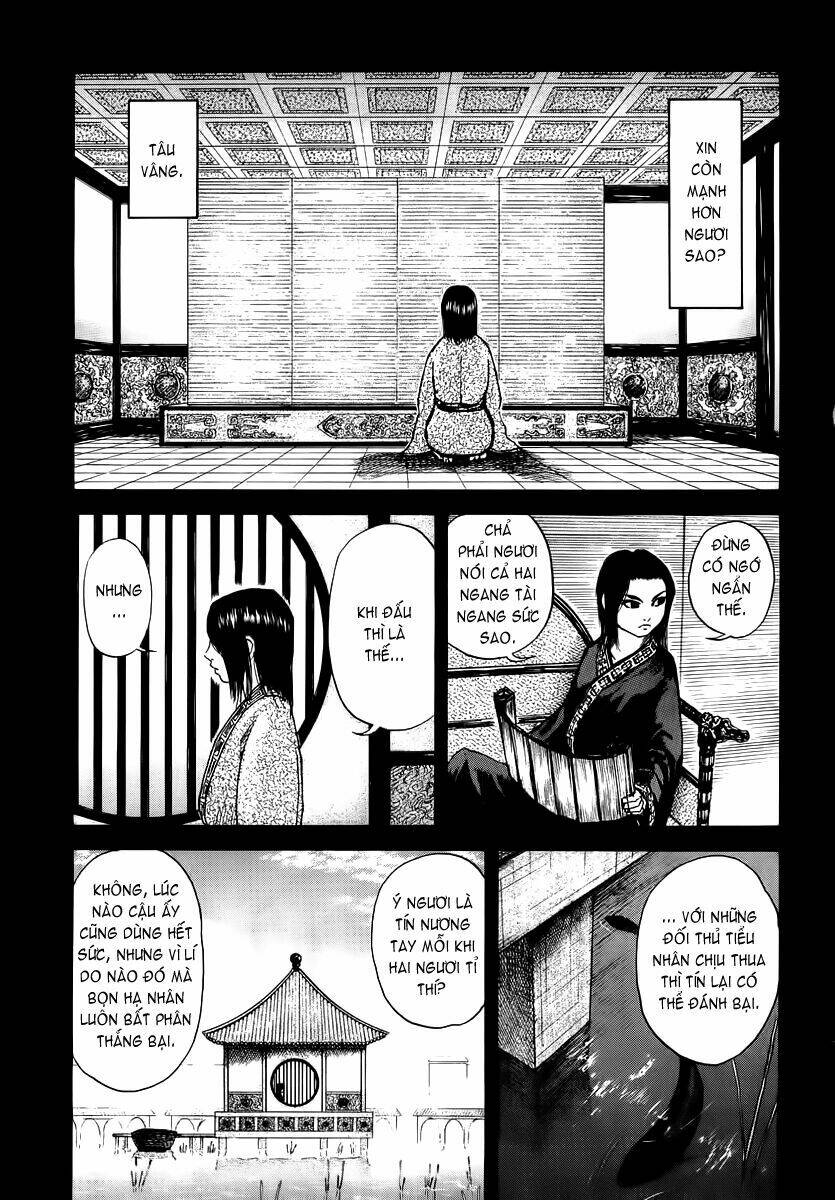 XIN
CÒN
MẠNH
HƠN
NGƯƠI
SAO?
TÂU
VÂNG.
ĐỪNG
CÓ NGỚ
NGẨN
THẾ.
CHẢ
PHẢI NGƯƠI
NÓI CẢ HAI
NGANG TÀI
NGANG SỨC
SAO.
KHI ĐẤU
THÌ LÀ
THẾ...
NHƯNG
...
... VỚI NHỮNG
ĐỐI THỦ TIỂU
NHÂN CHỊU THUA
THÌ TÍN LẠI CÓ
THỂ ĐÁNH BẠI.
Ý NGƯƠI LÀ
TÍN NƯƠNG
TAY MỖI KHI
HAI NGƯƠI TỈ
THÍ?
KHÔNG, LÚC
NÀO CẬU ẤY
CŨNG DÙNG HẾT
SỨC, NHƯNG VÌ LÍ
DO NÀO ĐÓ MÀ
BỌN HẠ NHÂN
LUÔN BẤT PHÂN
THẮNG BẠI.